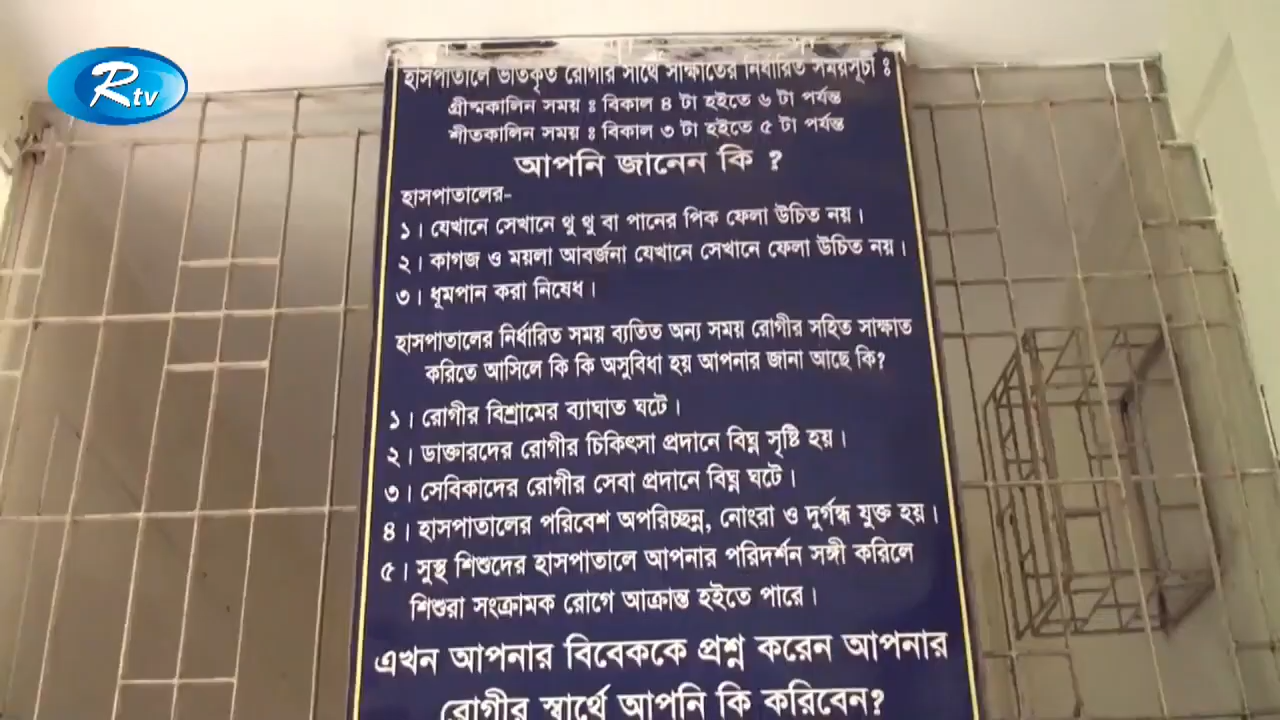 Rtv
হাসপাতালে ভর্তিকৃত রোগীর সাথে সাক্ষাতের নির্ধারিত সময়সূচী ঃ
গ্রীষ্মকালিন সময় ঃ বিকাল ৪ টা হইতে ৬ টা পর্যন্ত
শীতকালিন সময় ঃ বিকাল ৩ টা হইতে ৫ টা পর্যন্ত
আপনি জানেন কি ?
হাসপাতালের-
১। যেখানে সেখানে থু থু বা পানের পিক ফেলা উচিত নয়।
২। কাগজ ও ময়লা আবর্জনা যেখানে সেখানে ফেলা উচিত নয়।
৩। ধূমপান করা নিষেধ।
হাসপাতালের নির্ধারিত সময় ব্যতিত অন্য সময় রোগীর সহিত সাক্ষাত
করিতে আসিলে কি কি অসুবিধা হয় আপনার জানা আছে কি?
১। রোগীর বিশ্রামের ব্যাঘাত ঘটে।
২। ডাক্তারদের রোগীর চিকিৎসা প্রদানে বিঘ্ন সৃষ্টি হয়।
৩। সেবিকাদের রোগীর সেবা প্রদানে বিঘ্ন ঘটে।
৪। হাসপাতালের পরিবেশ অপরিচ্ছন্ন, নোংরা ও দুর্গন্ধ যুক্ত হয়।
৫। সুস্থ শিশুদের হাসপাতালে আপনার পরিদর্শন সঙ্গী করিলে
শিশুরা সংক্রামক রোগে আক্রান্ত হইতে পারে।
এখন আপনার বিবেককে প্রশ্ন করেন আপনার
রোগীর স্বার্থে আপনি কি করিবেন?